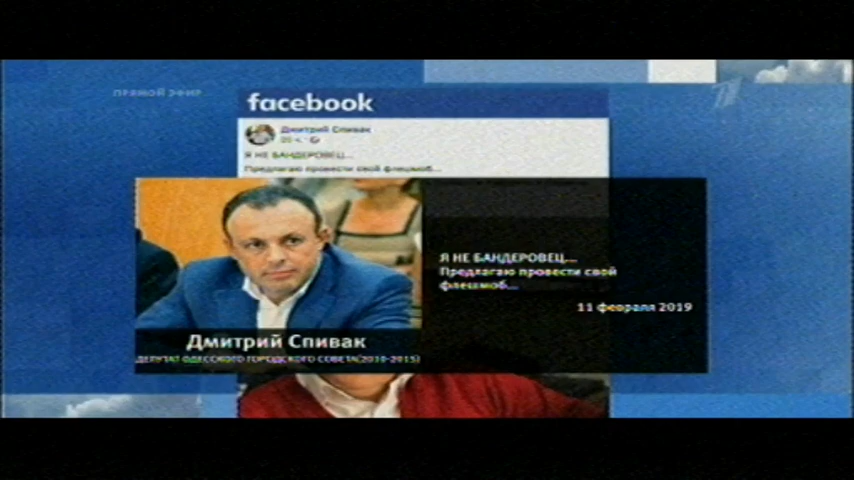 ПРЯМОЙ ЭФИР
facebook
Дмитрий Спивак
20 ч.
Я НЕ БАНДЕРОВЕЦ...
Предлагаю провести свой флешмоб...
Я НЕ БАНДЕРОВЕЦ...
Предлагаю провести свой
флешмоб...
11 февраля 2019
Дмитрий Спивак
ДЕПУТАТ ОДЕССКОГО ГОРОДСКОГО СОВЕТА(2010-2015)